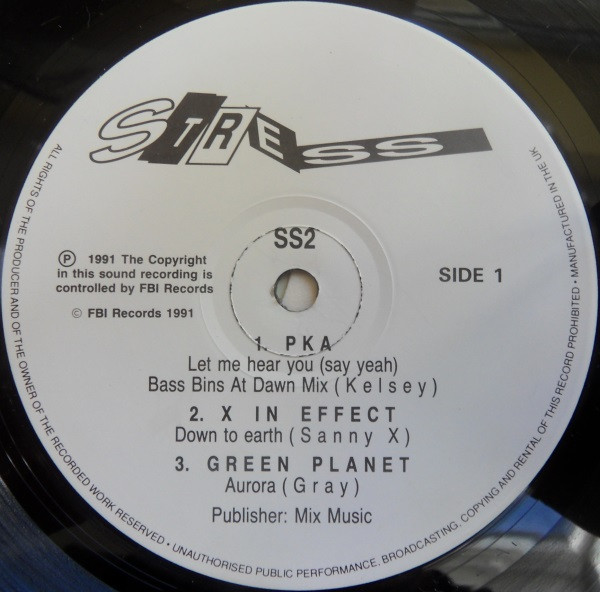 STRESS
SS2
℗ 1991 The Copyright
in this sound recording is
controlled by FBI Records
© FBI Records 1991
SIDE 1
1. PKA
Let me hear you (say yeah)
Bass Bins At Dawn Mix (Kelsey)
2. X IN EFFECT
Down to earth (Sanny X)
3. GREEN PLANET
Aurora (Gray)
Publisher: Mix Music
ALL RIGHTS OF THE PRODUCER AND OF THE OWNER OF THE RECORDED WORK RESERVED • UNAUTHORISED PUBLIC PERFORMANCE, BROADCASTING, COPYING AND RENTAL OF THIS RECORD PROHIBITED • MANUFACTURED IN THE UK